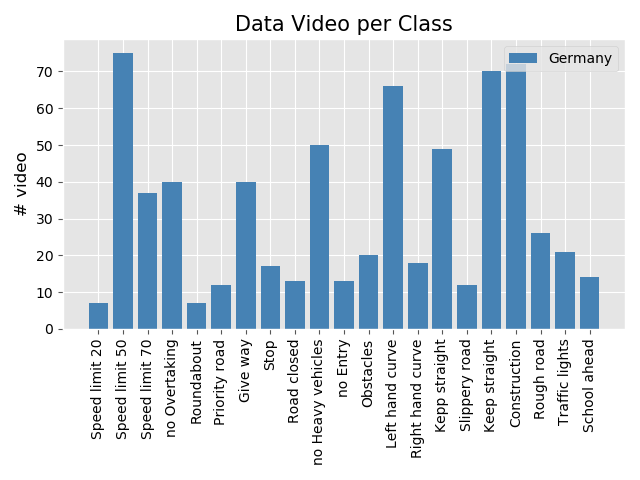 Data Video per Class
Germany
# video
70
60
50
40
30
20
10
0
Speed limit 20
Speed limit 50
Speed limit 70
no Overtaking
Roundabout
Priority road
Give way
Stop
Road closed
no Heavy vehicles
no Entry
Obstacles
Left hand curve
Right hand curve
Kepp straight
Slippery road
Keep straight
Construction
Rough road
Traffic lights
School ahead